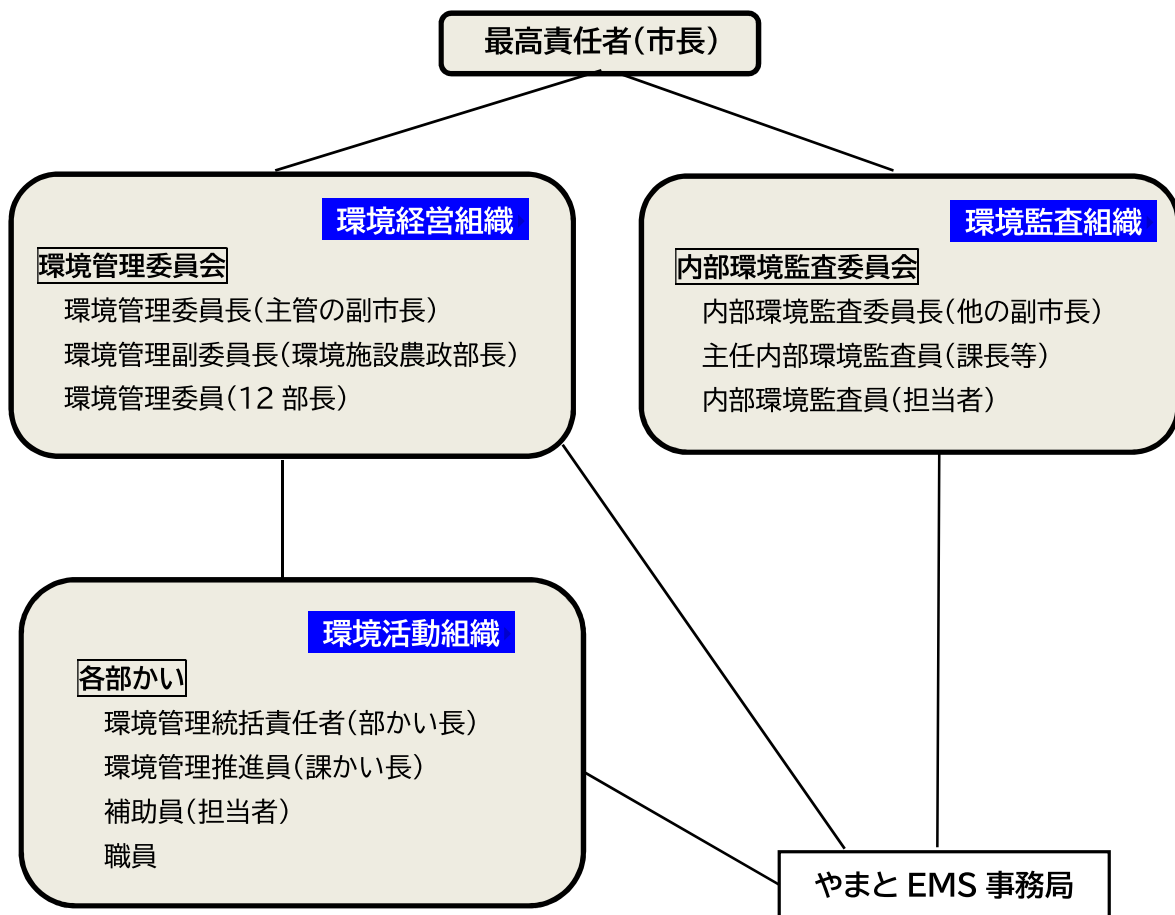 最高責任者(市長)
環境経営組織
環境管理委員会
環境管理委員長(主管の副市長)
環境管理副委員長(環境施設農政部長)
環境管理委員(12 部長)
環境監査組織
内部環境監査委員会
内部環境監査委員長(他の副市長)
主任内部環境監査員(課長等)
内部環境監査員(担当者)
環境活動組織
各部かい
環境管理統括責任者(部かい長)
環境管理推進員(課かい長)
補助員(担当者)
職員
やまと EMS 事務局